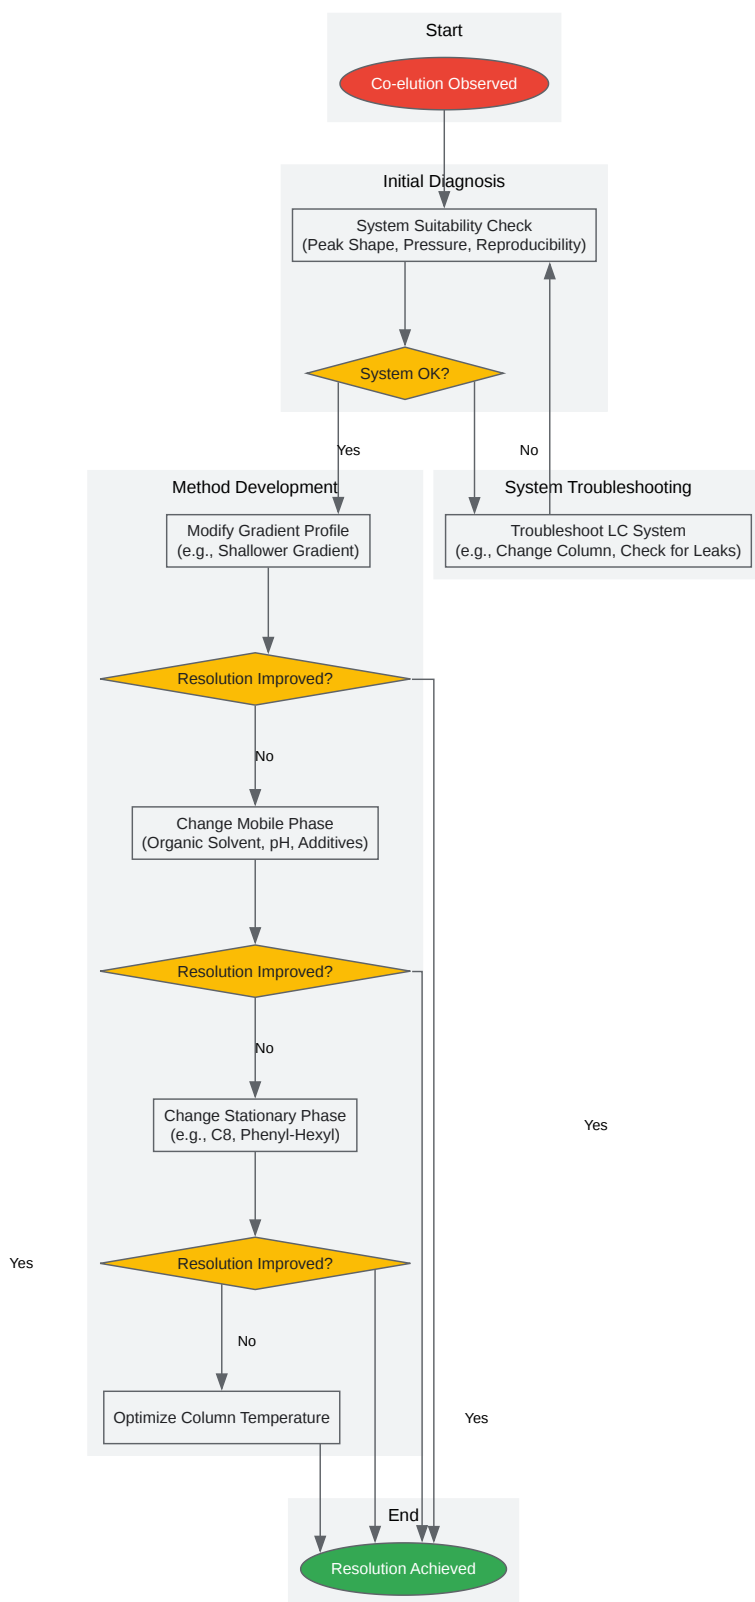 Start
Co-elution Observed
Initial Diagnosis
System Suitability Check
(Peak Shape, Pressure, Reproducibility)
System OK?
Yes
No
Method Development
System Troubleshooting
Modify Gradient Profile
(e.g., Shallower Gradient)
Troubleshoot LC System
(e.g., Change Column, Check for Leaks)
Resolution Improved?
No
Change Mobile Phase
(Organic Solvent, pH, Additives)
Resolution Improved?
No
Change Stationary Phase
(e.g., C8, Phenyl-Hexyl)
Yes
Resolution Improved?
Yes
No
Optimize Column Temperature
Yes
End
Resolution Achieved